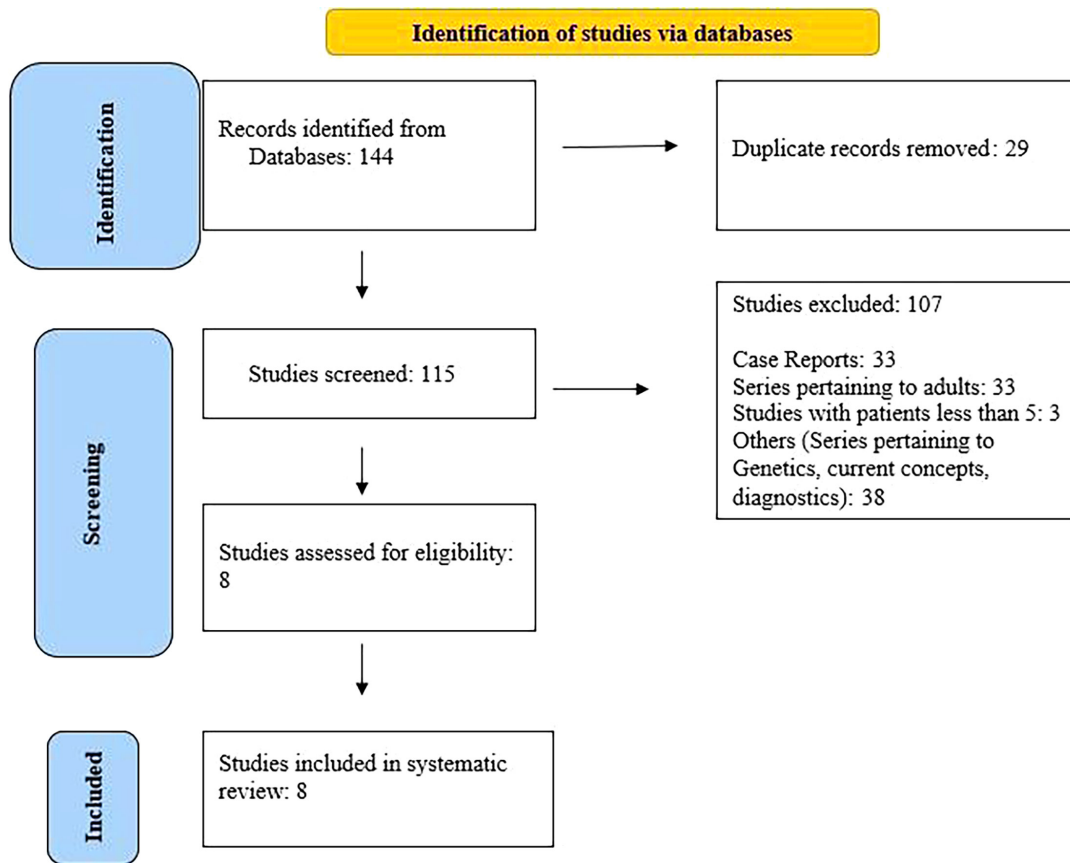 Identification of studies via databases
Identification
Records identified from
Databases: 144
Duplicate records removed: 29
Screening
Studies screened: 115
Studies excluded: 107
Case Reports: 33
Series pertaining to adults: 33
Studies with patients less than 5: 3
Others (Series pertaining to
Genetics, current concepts,
diagnostics): 38
Studies assessed for eligibility:
8
Included
Studies included in systematic
review: 8